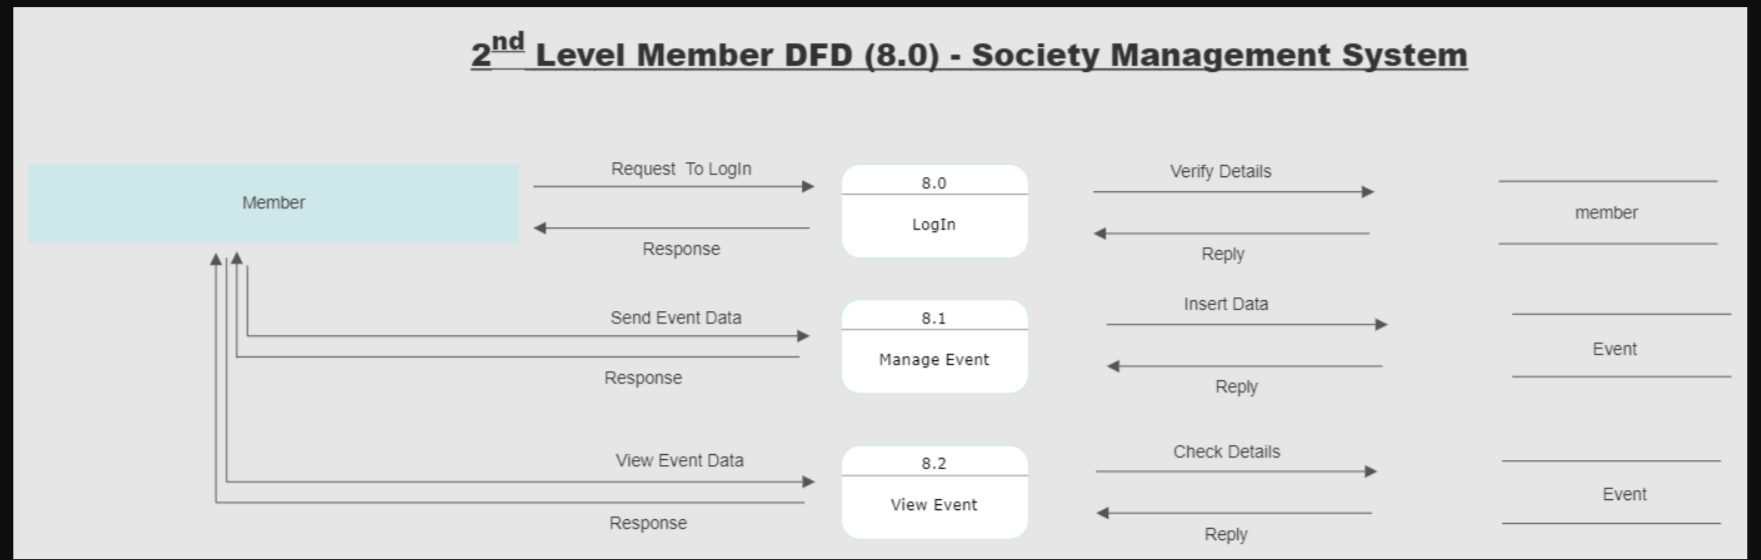 2nd Level Member DFD (8.0) - Society Management System
Member
Request To LogIn
Response
8.0
LogIn
Verify Details
Reply
member
Send Event Data
Response
8.1
Manage Event
Insert Data
Reply
Event
View Event Data
Response
8.2
View Event
Check Details
Reply
Event